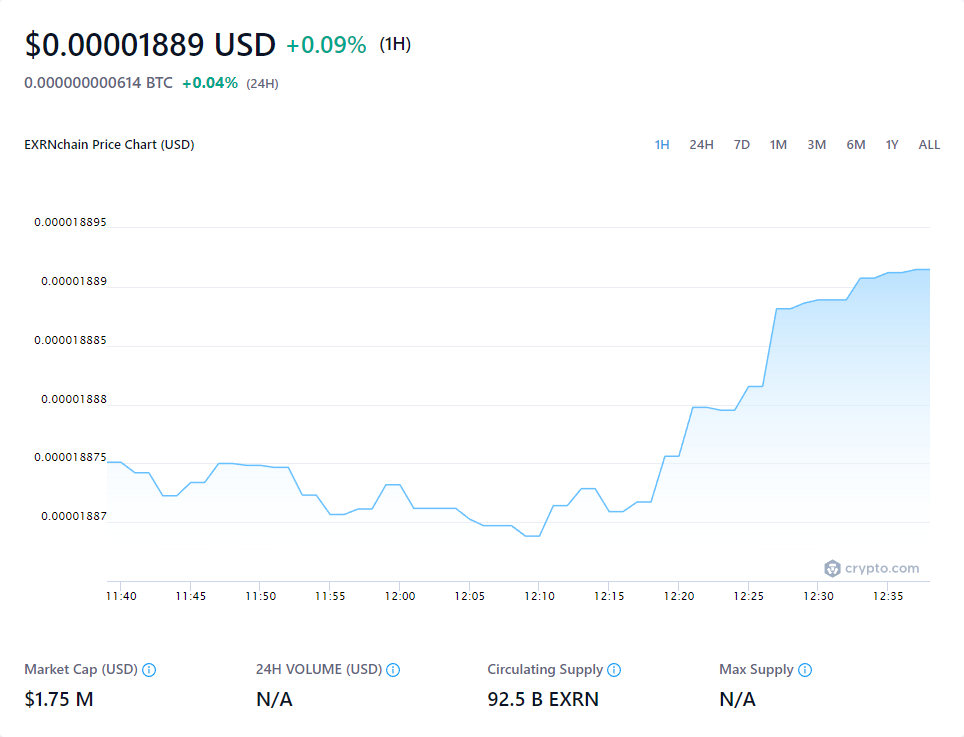 $0.00001889 USD +0.09% (1H)
0.000000000614 BTC +0.04% (24H)
EXRNchain Price Chart (USD) 1H 24H 7D 1M 3M 6M 1Y ALL
0.000018895
0.00001889
0.000018885
0.00001888
0.000018875
0.00001887
crypto.com
11:40 11:45 11:50 11:55 12:00 12:05 12:10 12:15 12:20 12:25 12:30 12:35
Market Cap (USD) 24H VOLUME (USD) Circulating Supply Max Supply
$1.75 M N/A 92.5 B EXRN N/A